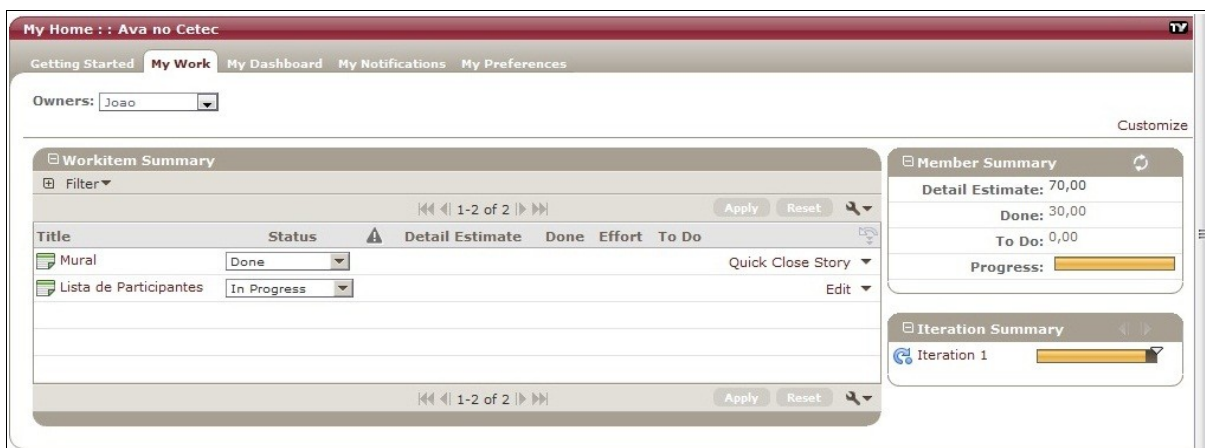 My Home : : Ava no Cetec
Getting Started My Work My Dashboard My Notifications My Preferences
Owners: Joao
Customize
Workitem Summary
Filter
1-2 of 2 Apply Reset
Title Status Detail Estimate Done Effort To Do
Mural Done Quick Close Story
Lista de Participantes In Progress Edit
1-2 of 2 Apply Reset
Member Summary
Detail Estimate: 70,00
Done: 30,00
To Do: 0,00
Progress:
Iteration Summary
Iteration 1